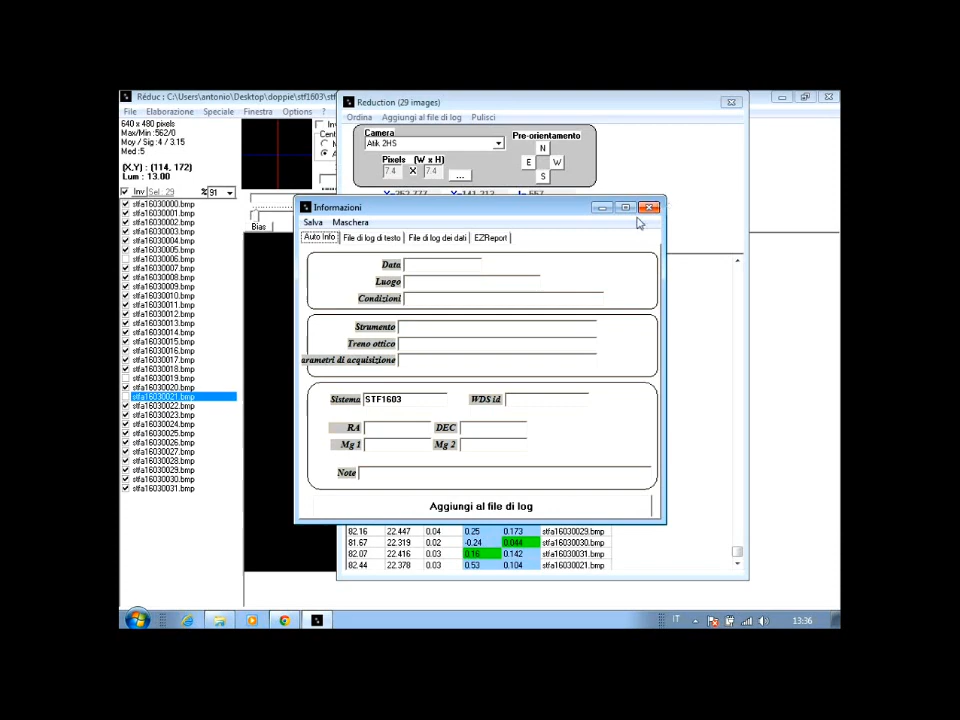 Réduc : C:\Users\antonio\Desktop\doppie\stf1603\stf
File Elaborazione Speciale Finestra Options ?
640 x 480 pixels
Max/Min :562/0
Moy / Sig :4 / 3.15
Med :5
(X,Y) : (114, 172)
Lum : 13.00
Inv Sel. 29 % 91
stfa16030000.bmp
stfa16030001.bmp
stfa16030002.bmp
stfa16030003.bmp
stfa16030004.bmp
stfa16030005.bmp
stfa16030006.bmp
stfa16030007.bmp
stfa16030008.bmp
stfa16030009.bmp
stfa16030010.bmp
stfa16030011.bmp
stfa16030012.bmp
stfa16030013.bmp
stfa16030014.bmp
stfa16030015.bmp
stfa16030016.bmp
stfa16030017.bmp
stfa16030018.bmp
stfa16030019.bmp
stfa16030020.bmp
stfa16030021.bmp
stfa16030022.bmp
stfa16030023.bmp
stfa16030024.bmp
stfa16030025.bmp
stfa16030026.bmp
stfa16030027.bmp
stfa16030028.bmp
stfa16030029.bmp
stfa16030030.bmp
stfa16030031.bmp
Bias
Reduction (29 images)
Ordina Aggiungi al file di log Pulisci
Camera
Atik 2HS
Pixels (W x H)
7.4 X 7.4 ...
Pre-orientamento
N
E W
S
Informazioni
Salva Maschera
Auto Info File di log di testo File di log dei dati EZReport
Data
Luogo
Condizioni
Strumento
Treno ottico
arametri di acquisizione
Sistema STF1603 WDS id
RA DEC
Mg 1 Mg 2
Note
Aggiungi al file di log
82.16 22.447 0.04 0.25 0.173 stfa16030029.bmp
81.67 22.319 0.02 -0.24 0.044 stfa16030030.bmp
82.07 22.416 0.03 0.16 0.142 stfa16030031.bmp
82.44 22.378 0.03 0.53 0.104 stfa16030021.bmp
IT 13:36